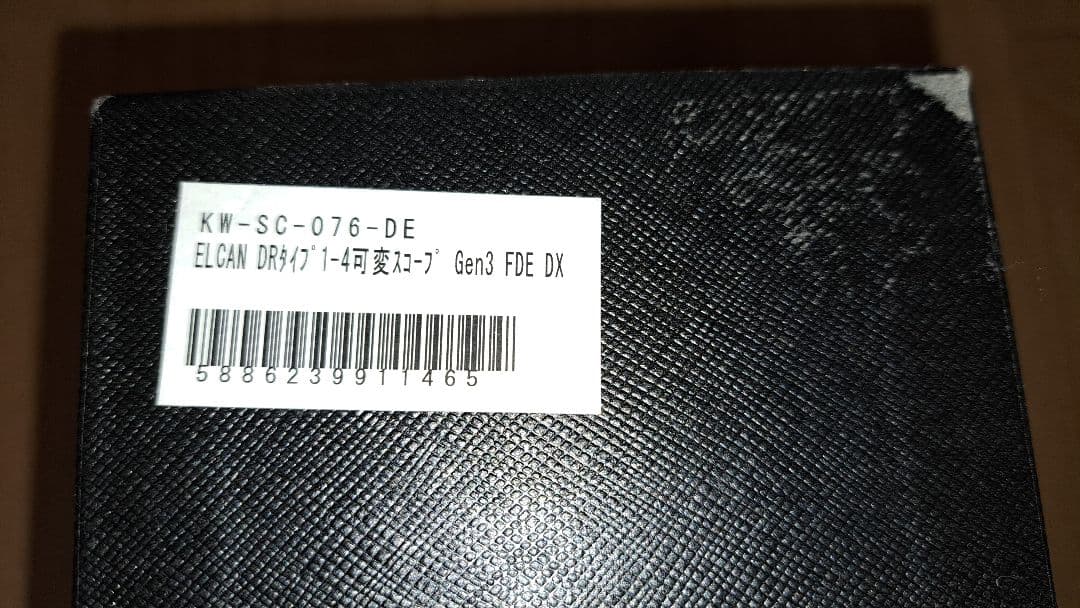 KW-SC-076-DE
ELCAN DRﾀｲﾌﾟ1-4可変ｽｺｰﾌﾟ Gen3 FDE DX
5886239911465